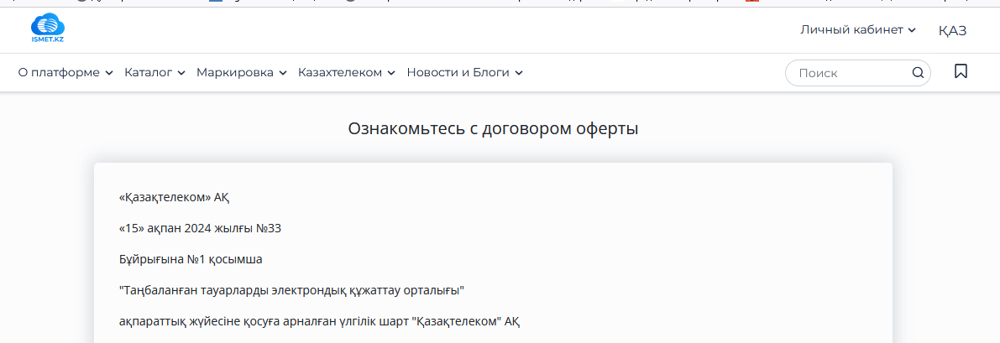 ISMET.KZ
Личный кабинет
ҚАЗ
О платформе
Каталог
Маркировка
Казахтелеком
Новости и Блоги
Поиск
Ознакомьтесь с договором оферты
«Қазақтелеком» АҚ
«15» ақпан 2024 жылғы №33
Бұйрығына №1 қосымша
"Таңбаланған тауарларды электрондық құжаттау орталығы"
ақпараттық жүйесіне қосуға арналған үлгілік шарт "Қазақтелеком" АҚ